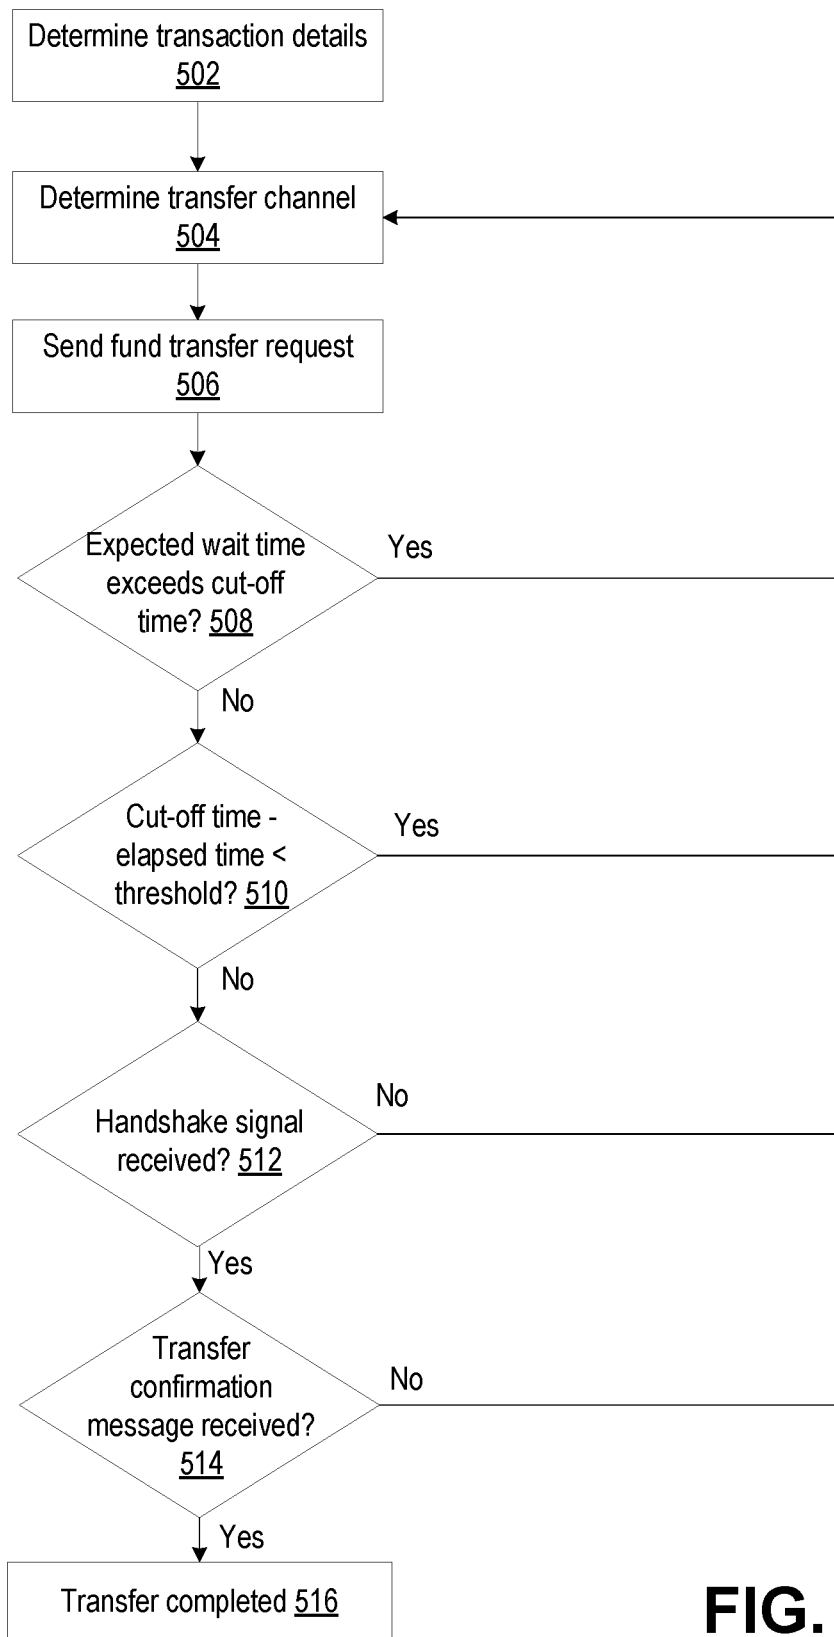 Determine transaction details
502
Determine transfer channel
504
Send fund transfer request
506
Expected wait time
exceeds cut-off
time? 508
Yes
No
Cut-off time -
elapsed time <
threshold? 510
Yes
No
Handshake signal
received? 512
No
Yes
Transfer
confirmation
message received?
514
No
Yes
Transfer completed 516
FIG.